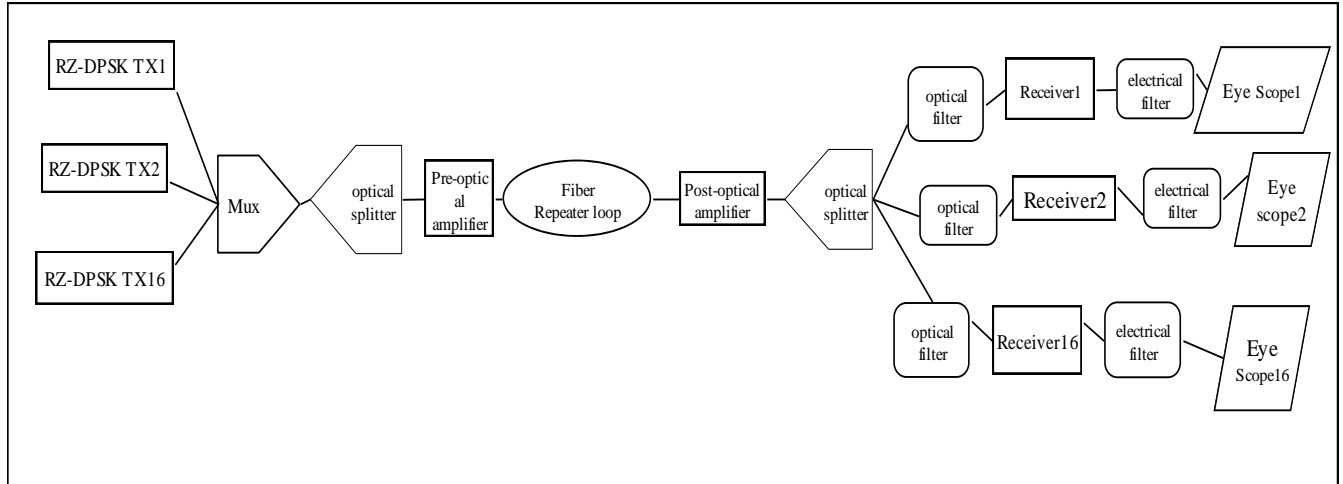 RZ-DPSK TX1
RZ-DPSK TX2
RZ-DPSK TX16
Mux
optical
splitter
Pre-optic
al
amplifier
Fiber
Repeater loop
Post-optical
amplifier
optical
splitter
optical
filter
Receiver1
electrical
filter
Eye Scope1
optical
filter
Receiver2
electrical
filter
Eye
scope2
optical
filter
Receiver16
electrical
filter
Eye
Scope16